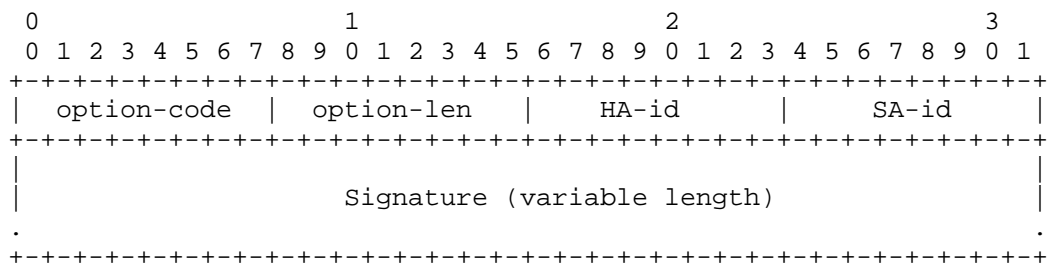 0                   1                   2                   3
 0 1 2 3 4 5 6 7 8 9 0 1 2 3 4 5 6 7 8 9 0 1 2 3 4 5 6 7 8 9 0 1
+-+-+-+-+-+-+-+-+-+-+-+-+-+-+-+-+-+-+-+-+-+-+-+-+-+-+-+-+-+-+-+-+
|  option-code  |  option-len   |    HA-id      |     SA-id     |
+-+-+-+-+-+-+-+-+-+-+-+-+-+-+-+-+-+-+-+-+-+-+-+-+-+-+-+-+-+-+-+-+
|                                                               |
|                    Signature (variable length)                |
.                                                               .
+-+-+-+-+-+-+-+-+-+-+-+-+-+-+-+-+-+-+-+-+-+-+-+-+-+-+-+-+-+-+-+-+